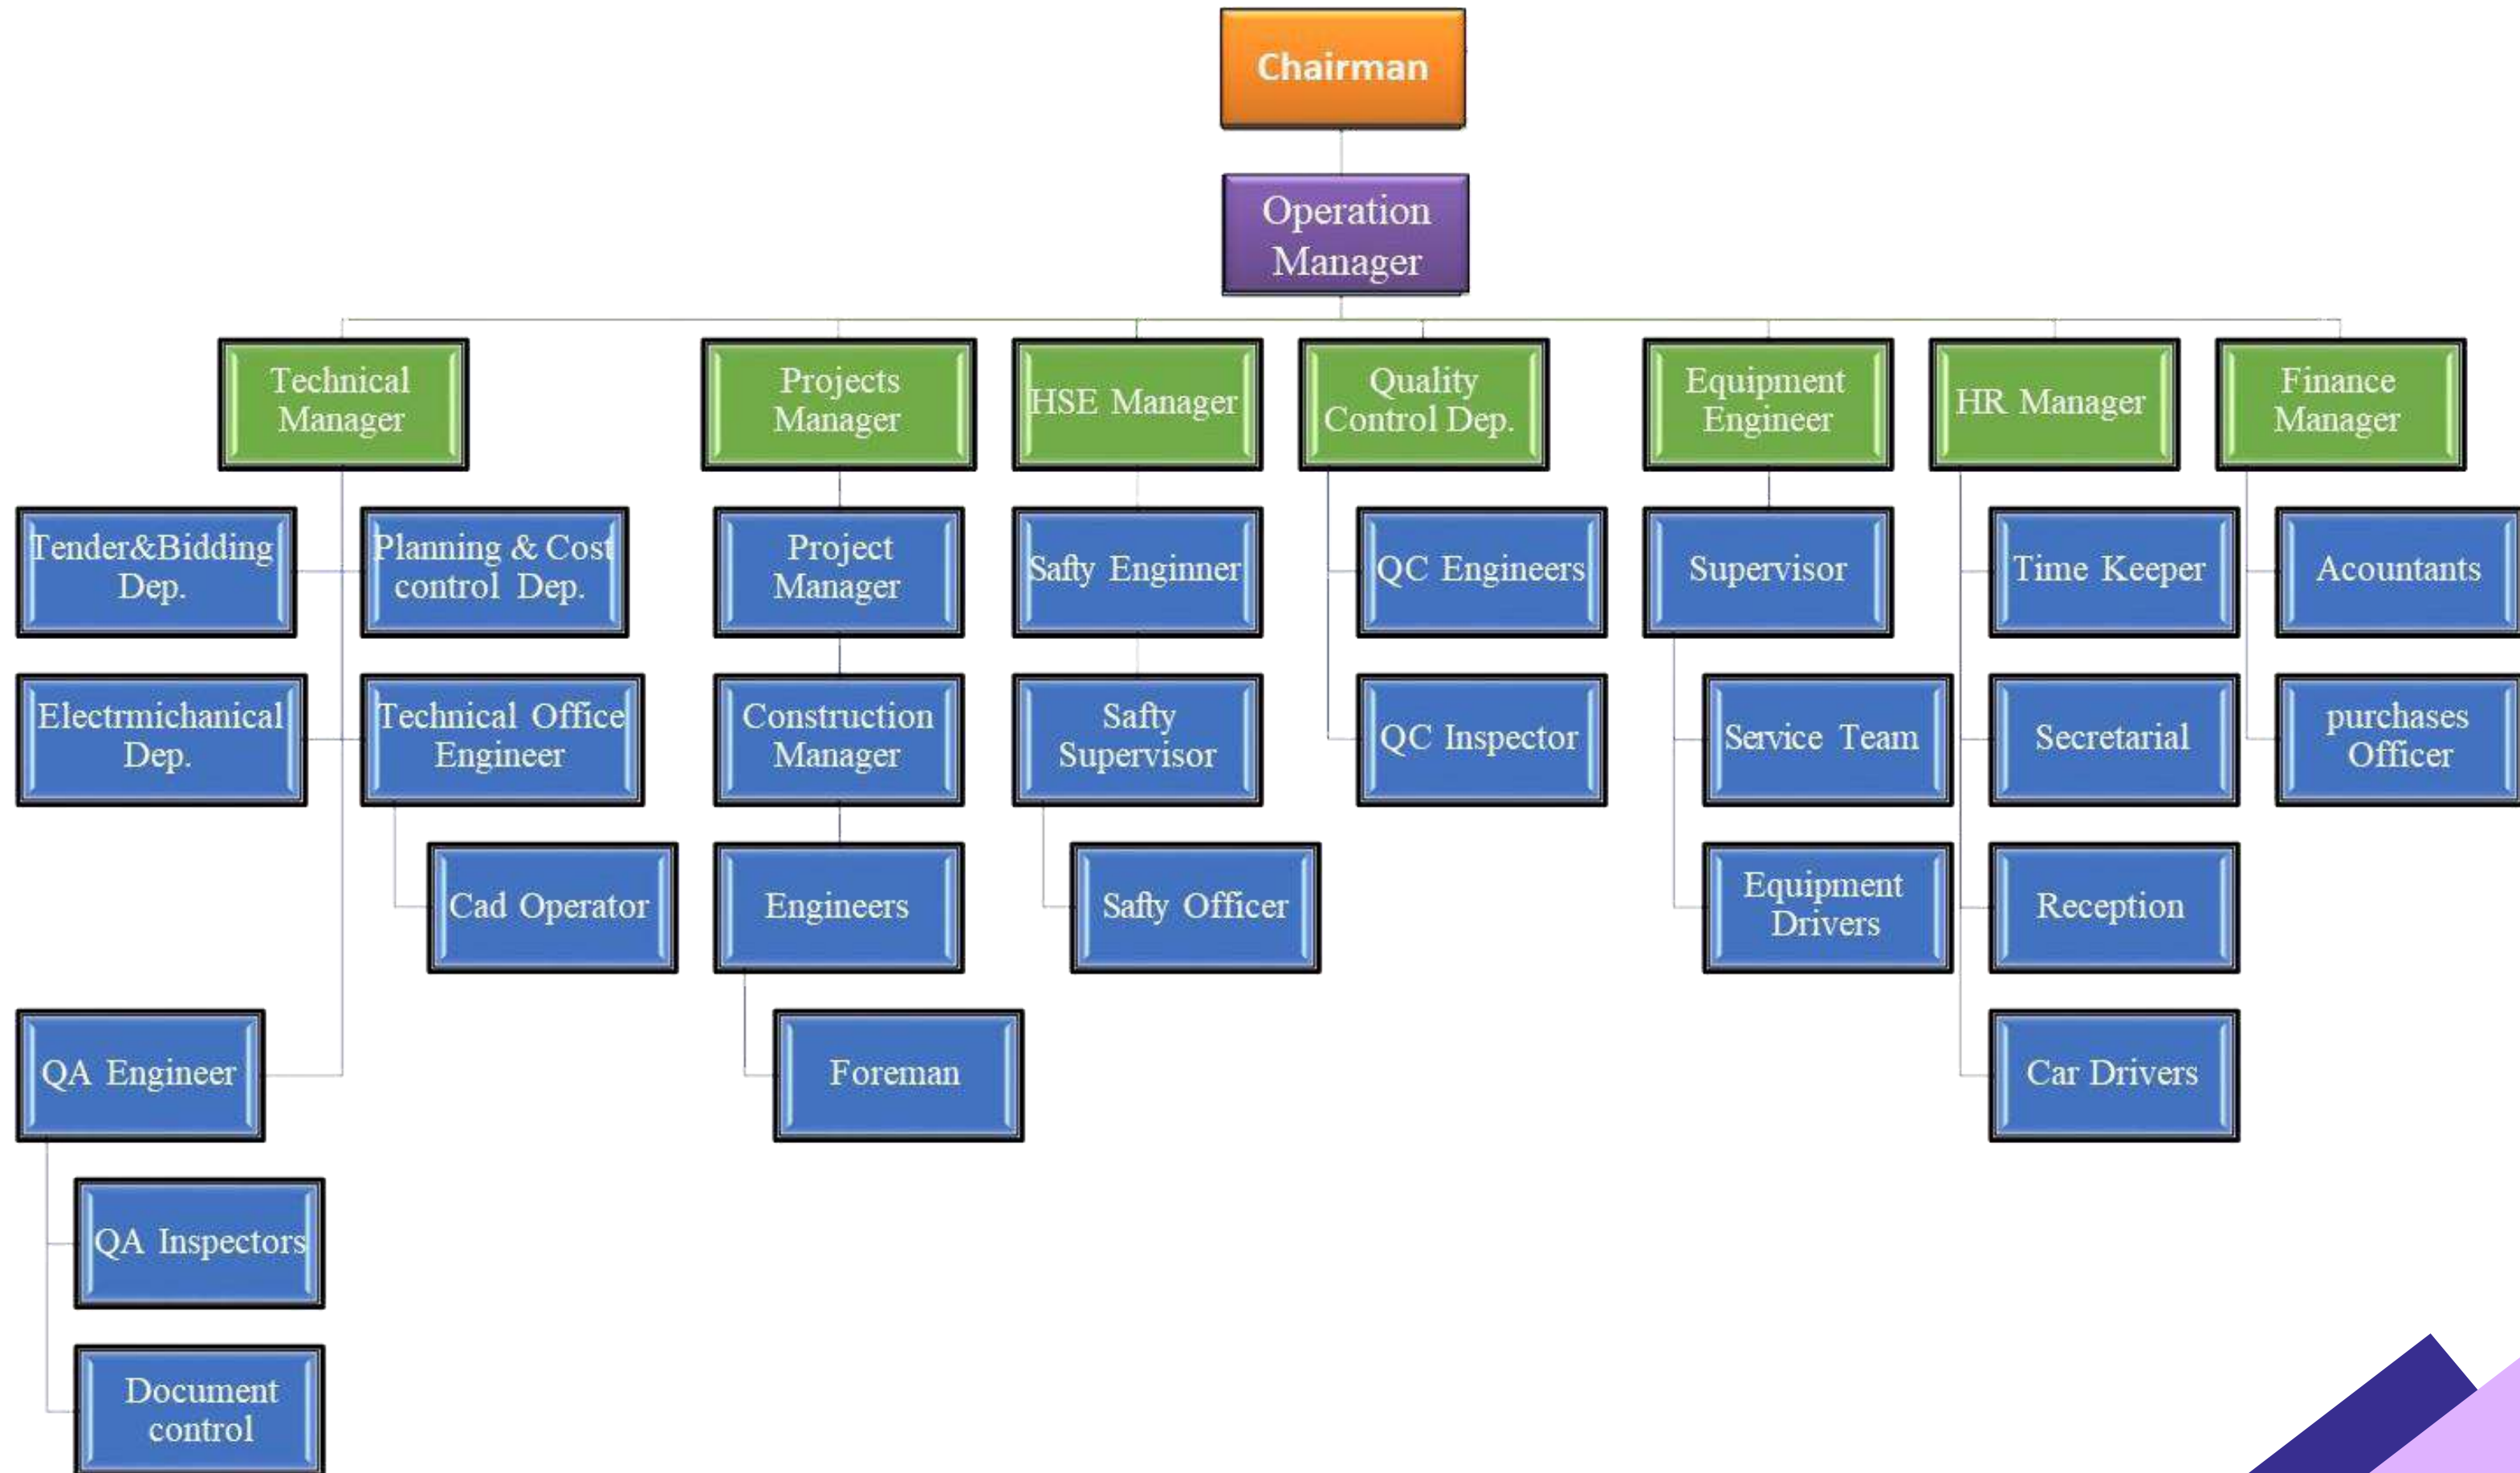 Chairman
Operation
Manager
Technical
Manager
Projects
Manager
HSE Manager
Quality
Control Dep.
Equipment
Engineer
HR Manager
Finance
Manager
Tender&Bidding
Dep.
Planning & Cost
control Dep.
Project
Manager
Safty Enginner
QC Engineers
Supervisor
Time Keeper
Acountants
Electrmichanical
Dep.
Technical Office
Engineer
Construction
Manager
Safty
Supervisor
QC Inspector
Service Team
Secretarial
purchases
Officer
Cad Operator
Engineers
Safty Officer
Equipment
Drivers
Reception
QA Engineer
Foreman
Car Drivers
QA Inspectors
Document
control